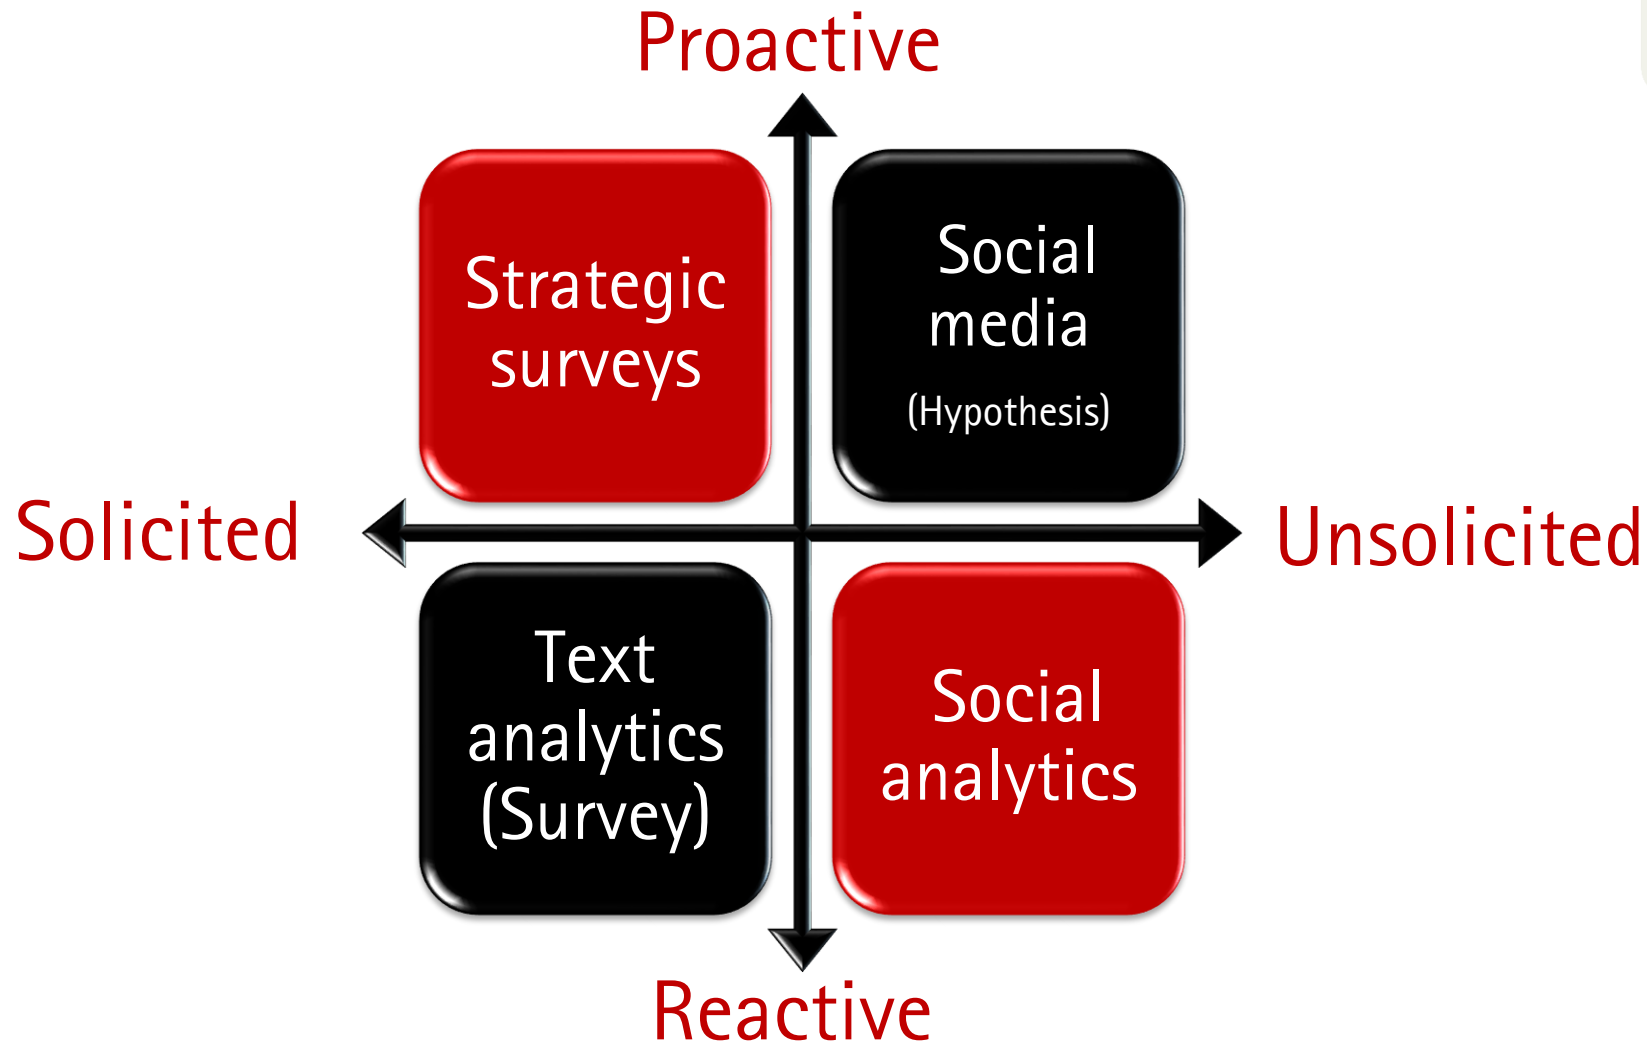 Proactive
Strategic
surveys
Social
media
(Hypothesis)
Solicited
Unsolicited
Text
analytics
(Survey)
Social
analytics
Reactive